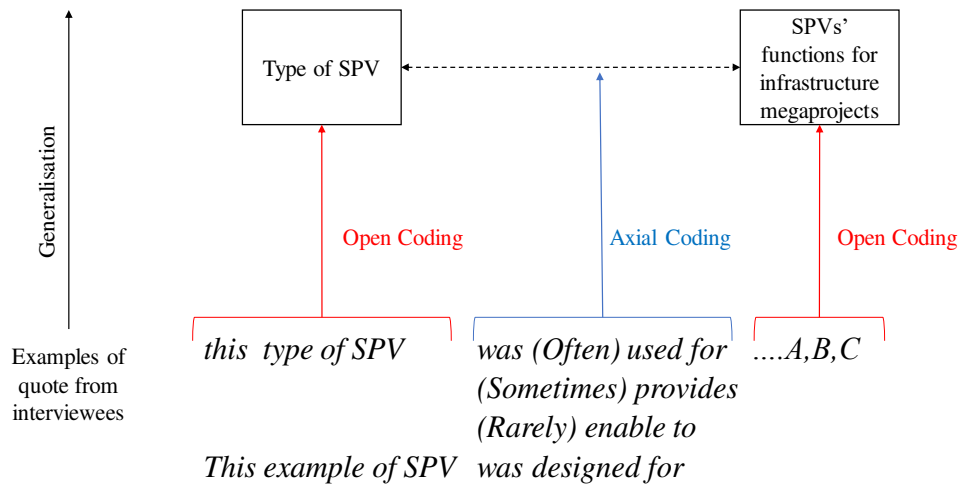 Type of SPV
SPVs'
functions for
infrastructure
megaprojects
Generalisation
Open Coding
Axial Coding
Open Coding
Examples of
quote from
interviewees
this type of SPV
was (Often) used for
....A,B,C
(Sometimes) provides
(Rarely) enable to
This example of SPV
was designed for